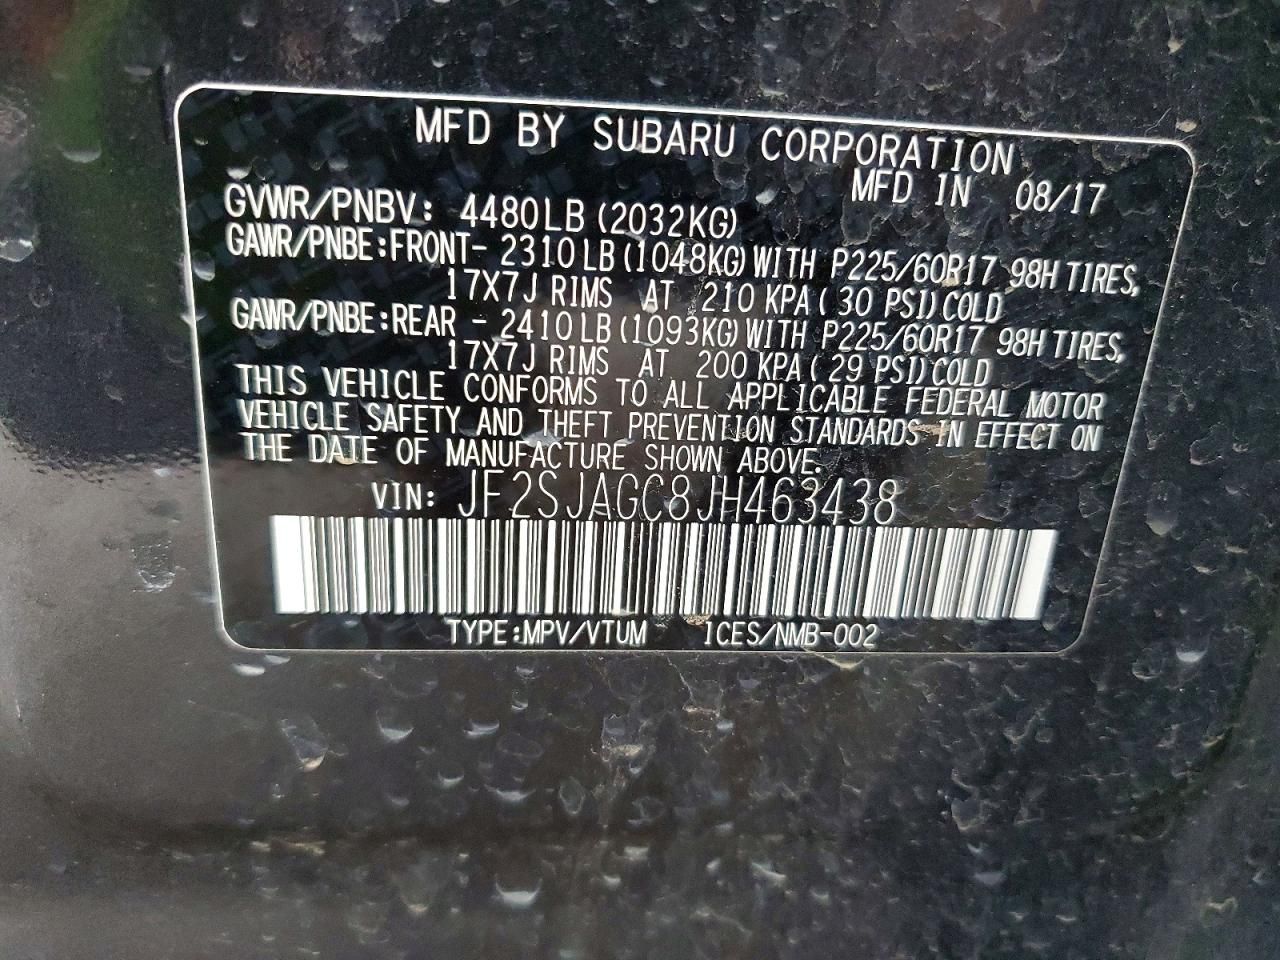 MFD BY SUBARU CORPORATION
MFD IN 08/17
GVWR/PNBV: 4480LB(2032KG)
GAWR/PNBE:FRONT- 2310LB(1048KG)WITH P225/60R17 98H TIRES,
17X7J RIMS AT 210 KPA( 30 PSI)COLD
GAWR/PNBE:REAR - 2410LB(1093KG)WITH P225/60R17 98H TIRES,
17X7J RIMS AT 200 KPA( 29 PSI)COLD
THIS VEHICLE CONFORMS TO ALL APPLICABLE FEDERAL MOTOR
VEHICLE SAFETY AND THEFT PREVENTION STANDARDS IN EFFECT ON
THE DATE OF MANUFACTURE SHOWN ABOVE.
VIN: JF2SJAGC8JH463438
TYPE:MPV/VTUM ICES/NMB-002